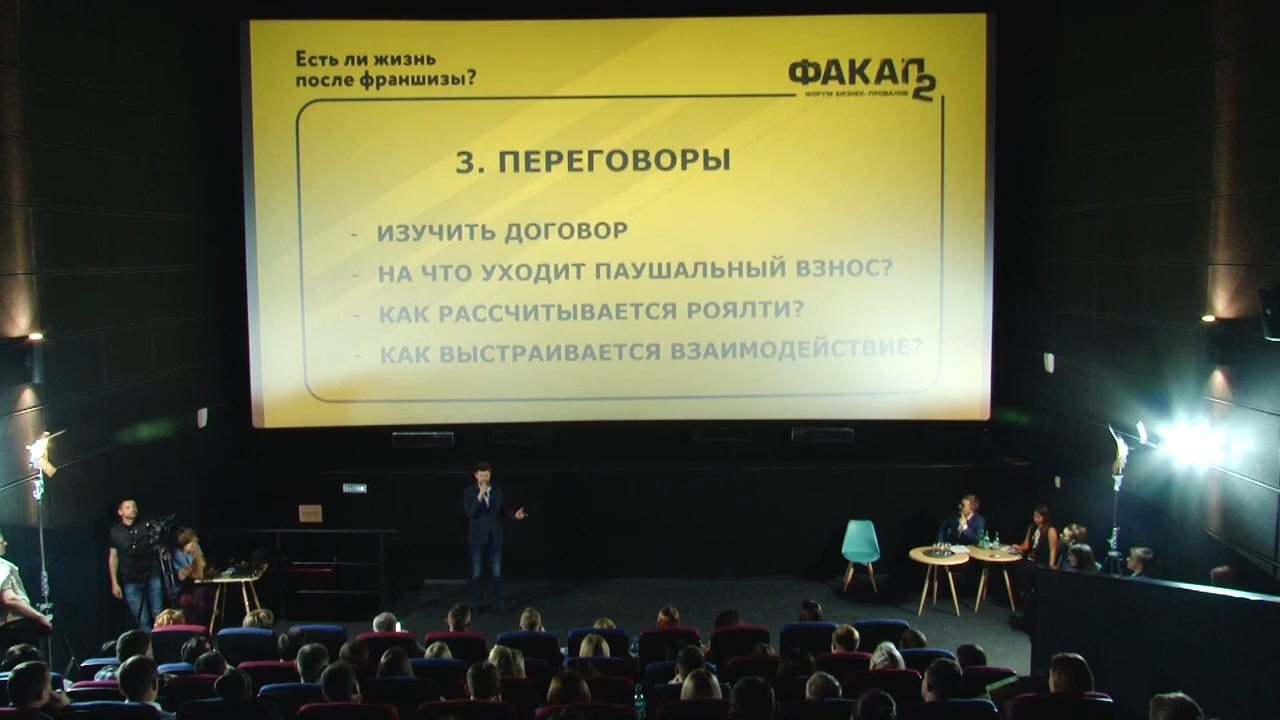 Есть ли жизнь
после франшизы?
ФАКАП2
ФОРУМ БИЗНЕС-ПРОВАЛОВ
3. ПЕРЕГОВОРЫ
- ИЗУЧИТЬ ДОГОВОР
- НА ЧТО УХОДИТ ПАУШАЛЬНЫЙ ВЗНОС?
- КАК РАССЧИТЫВАЕТСЯ РОЯЛТИ?
- КАК ВЫСТРАИВАЕТСЯ ВЗАИМОДЕЙСТВИЕ?